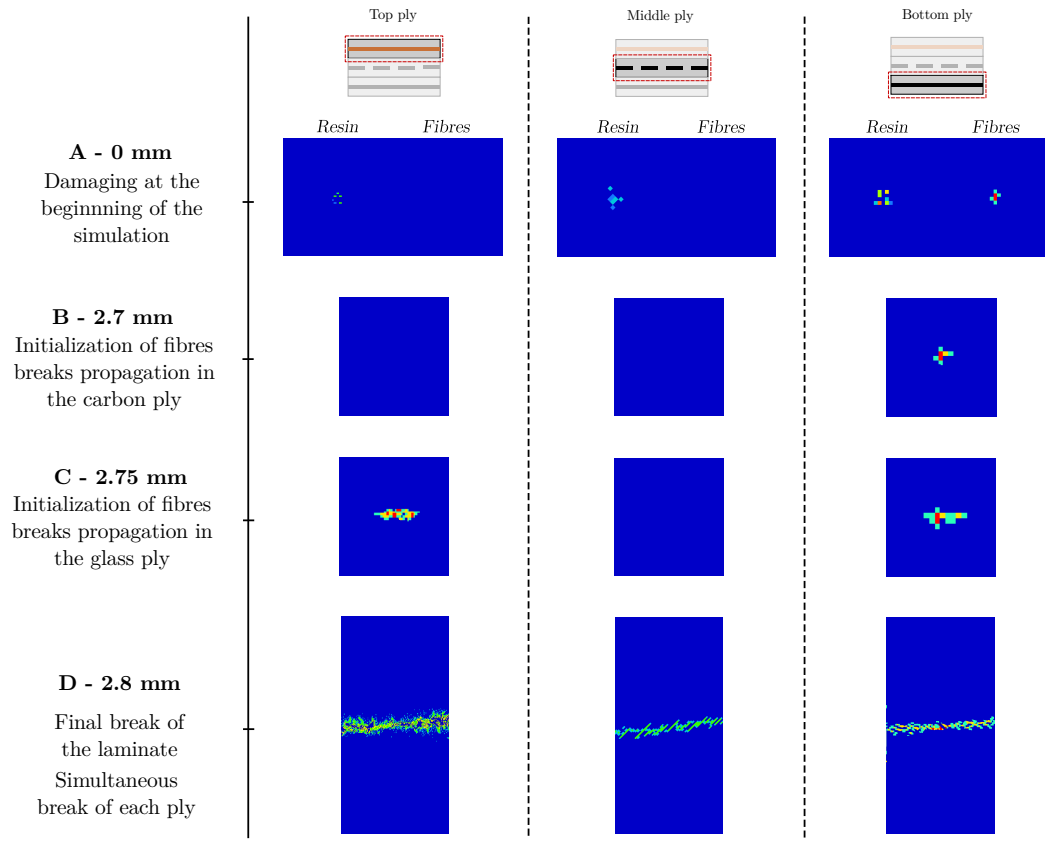 Top ply
Middle ply
Bottom ply
Resin
Fibres
Resin
Fibres
Resin
Fibres
A - 0 mm
Damaging at the
beginnning of the
simulation
B - 2.7 mm
Initialization of fibres
breaks propagation in
the carbon ply
C - 2.75 mm
Initialization of fibres
breaks propagation in
the glass ply
D - 2.8 mm
Final break of
the laminate
Simultaneous
break of each ply